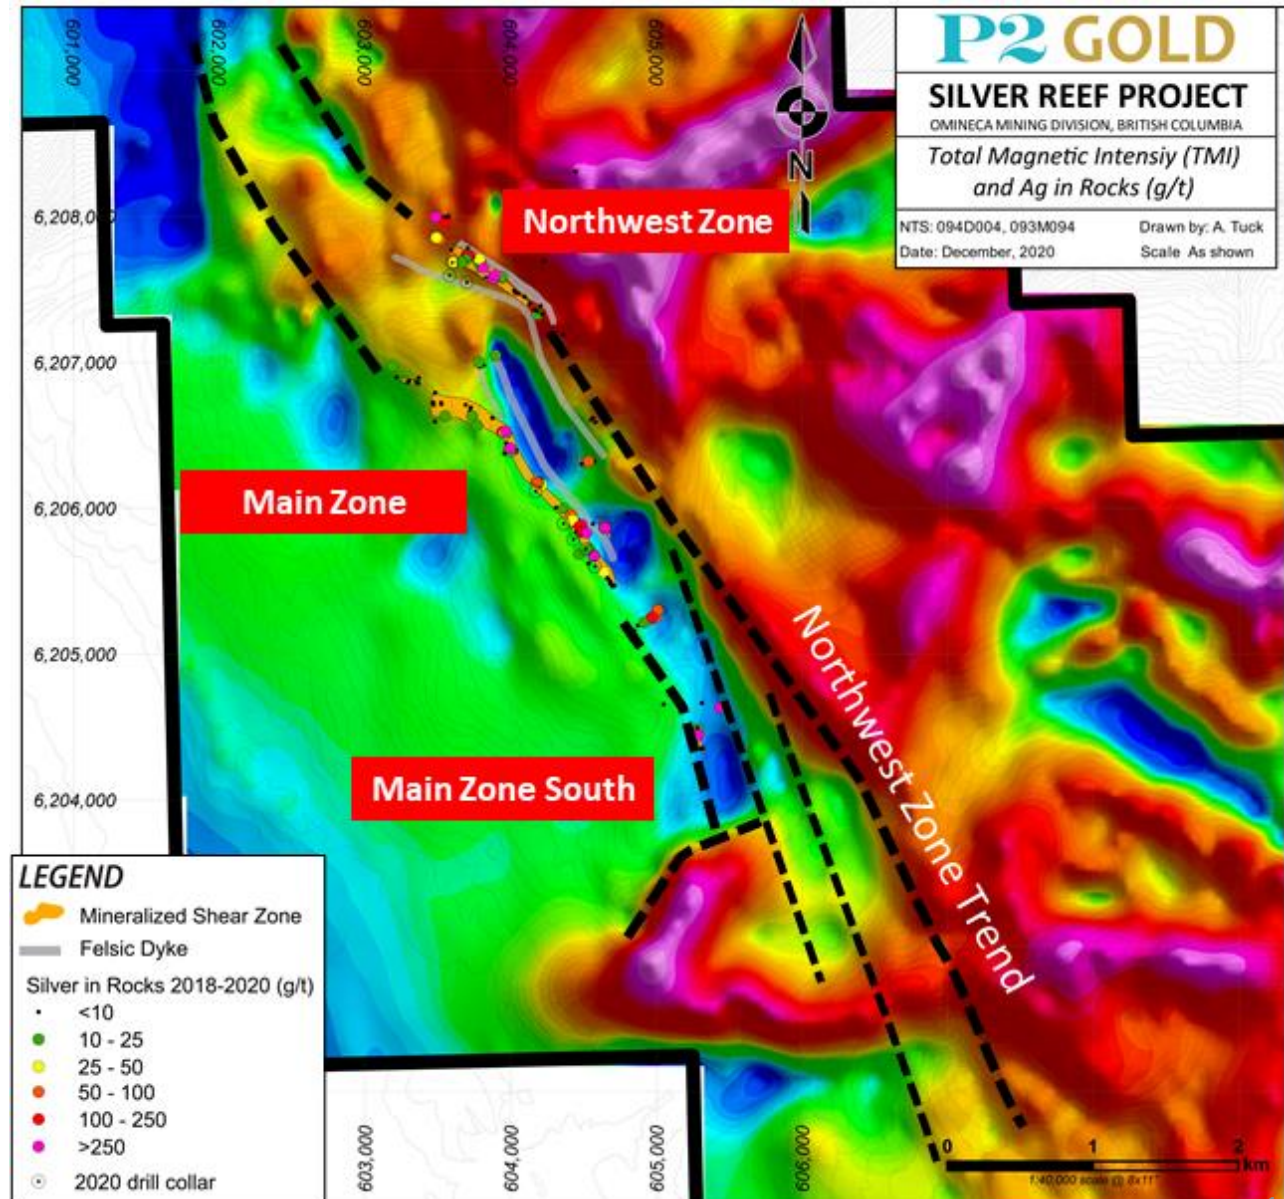 601,000
602,000
603,000
604,000
605,000
P2 GOLD
SILVER REEF PROJECT
OMINECA MINING DIVISION, BRITISH COLUMBIA
Total Magnetic Intensiy (TMI)
and Ag in Rocks (g/t)
NTS: 094D004, 093M094
Drawn by: A. Tuck
Date: December, 2020
Scale As shown
N
6,208,000
Northwest Zone
6,207,000
Main Zone
6,206,000
6,205,000
Northwest Zone Trend
Main Zone South
6,204,000
LEGEND
Mineralized Shear Zone
Felsic Dyke
Silver in Rocks 2018-2020 (g/t)
<10
10 - 25
25 - 50
50 - 100
100 - 250
>250
2020 drill collar
603,000
604,000
605,000
606,000
0 1 2
km
1:40,000 scale @ 8x11"